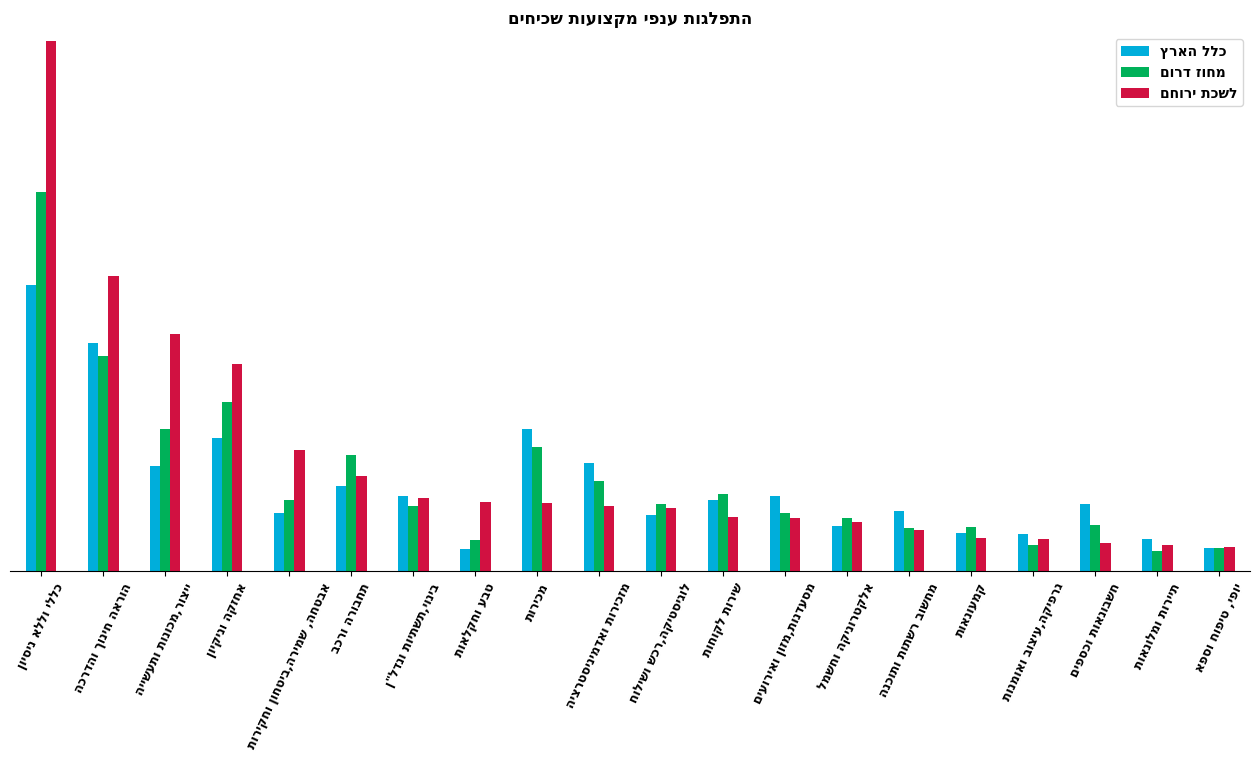 התפלגות ענפי מקצועות שכיחים
כלל הארץ
מחוז דרום
לשכת ירוחם
כללי וללא ניסיון
הוראה חינוך והדרכה
ייצור,מכונות ותעשייה
אחזקה וניקיון
אבטחה, שמירה,ביטחון וחקירות
תחבורה ורכב
בינוי,תשתיות ונדל"ן
טבע וחקלאות
מכירות
מזכירות ואדמיניסטרציה
לוגיסטיקה,רכש ושילוח
שירות לקוחות
מסעדנות,מזון ואירועים
אלקטרוניקה וחשמל
מחשוב רשתות ותוכנה
קמעונאות
גרפיקה,עיצוב ואומנות
חשבונאות וכספים
תיירות ומלונאות
יופי, טיפוח וספא